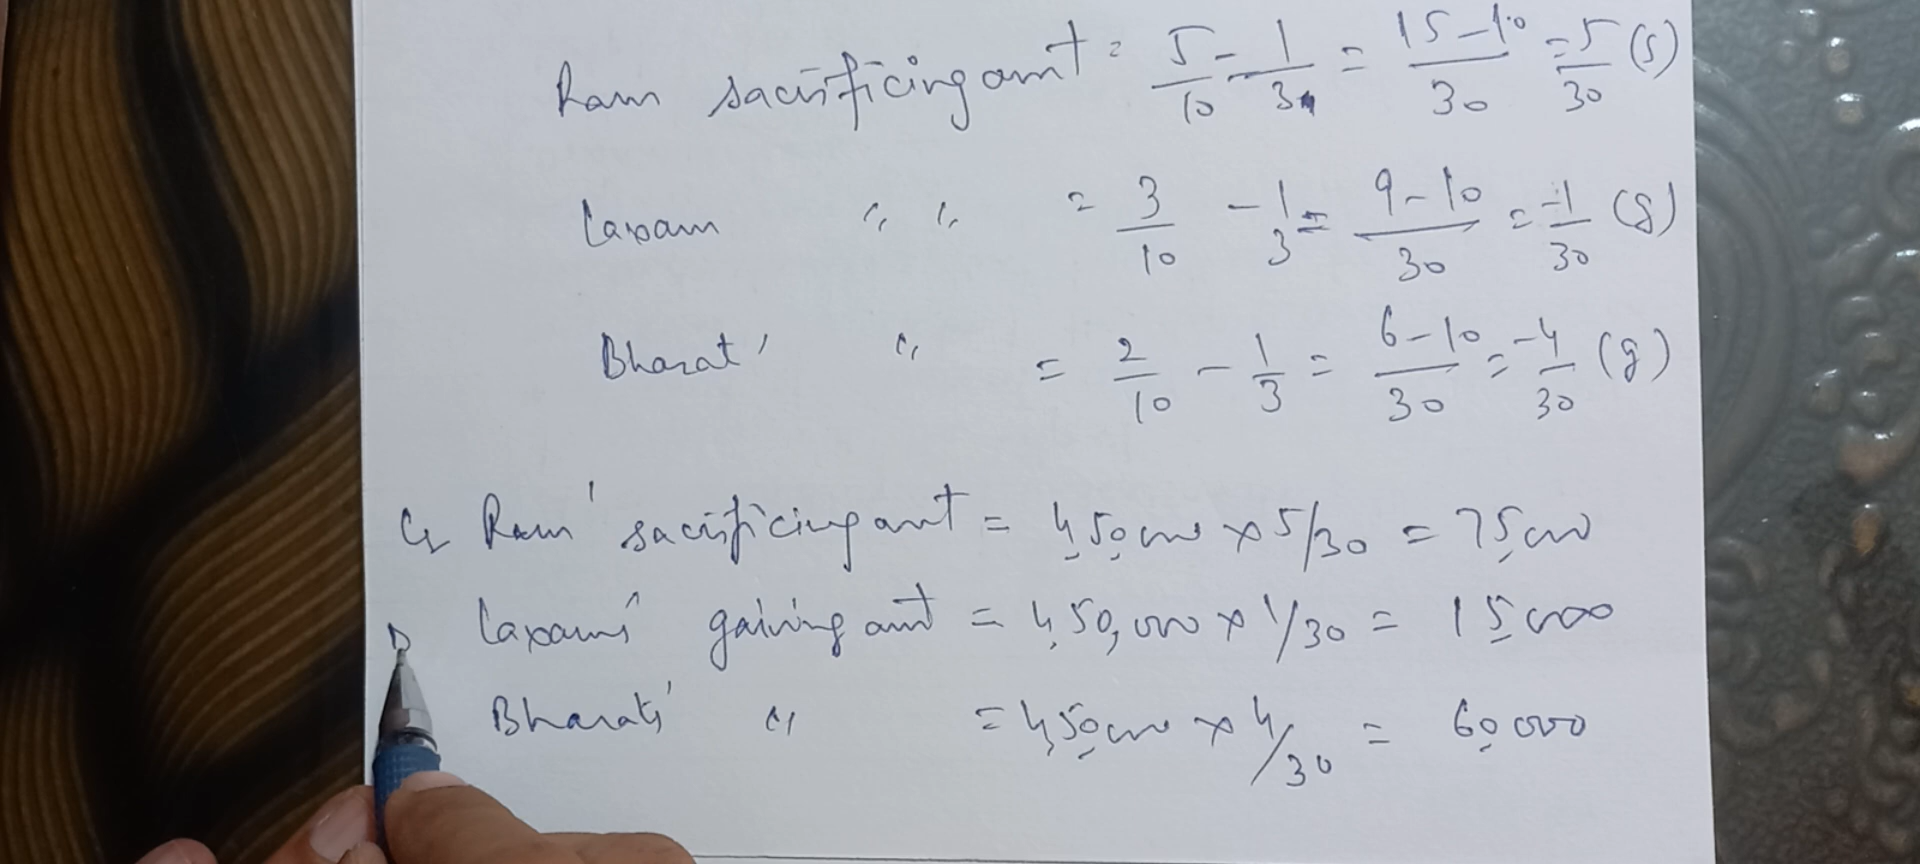 Ram sacrificing amt = 5/10 - 1/3 = 15-10/30 = 5/30 (s)
Laxam " " = 3/10 - 1/3 = 9-10/30 = -1/30 (g)
Bharat' " = 2/10 - 1/3 = 6-10/30 = -4/30 (g)
Cr Ram' sacrificing amt = 4,50,000 x 5/30 = 75,000
D Laxam's gaining amt = 4,50,000 x 1/30 = 15,000
Bharat's " = 4,50,000 x 4/30 = 60,000